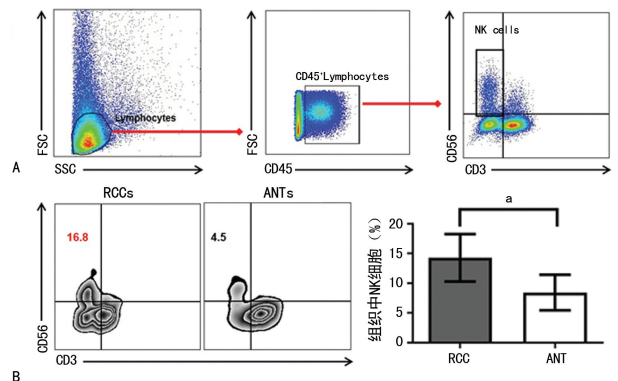 NK cells
CD45+Lymphocytes
Lymphocytes
FSC
SSC
FSC
CD45
CD56
CD3
A
RCCs
ANTs
16.8
4.5
CD56
CD3
a
组织中NK细胞（%）
20
15
10
5
0
RCC
ANT
B